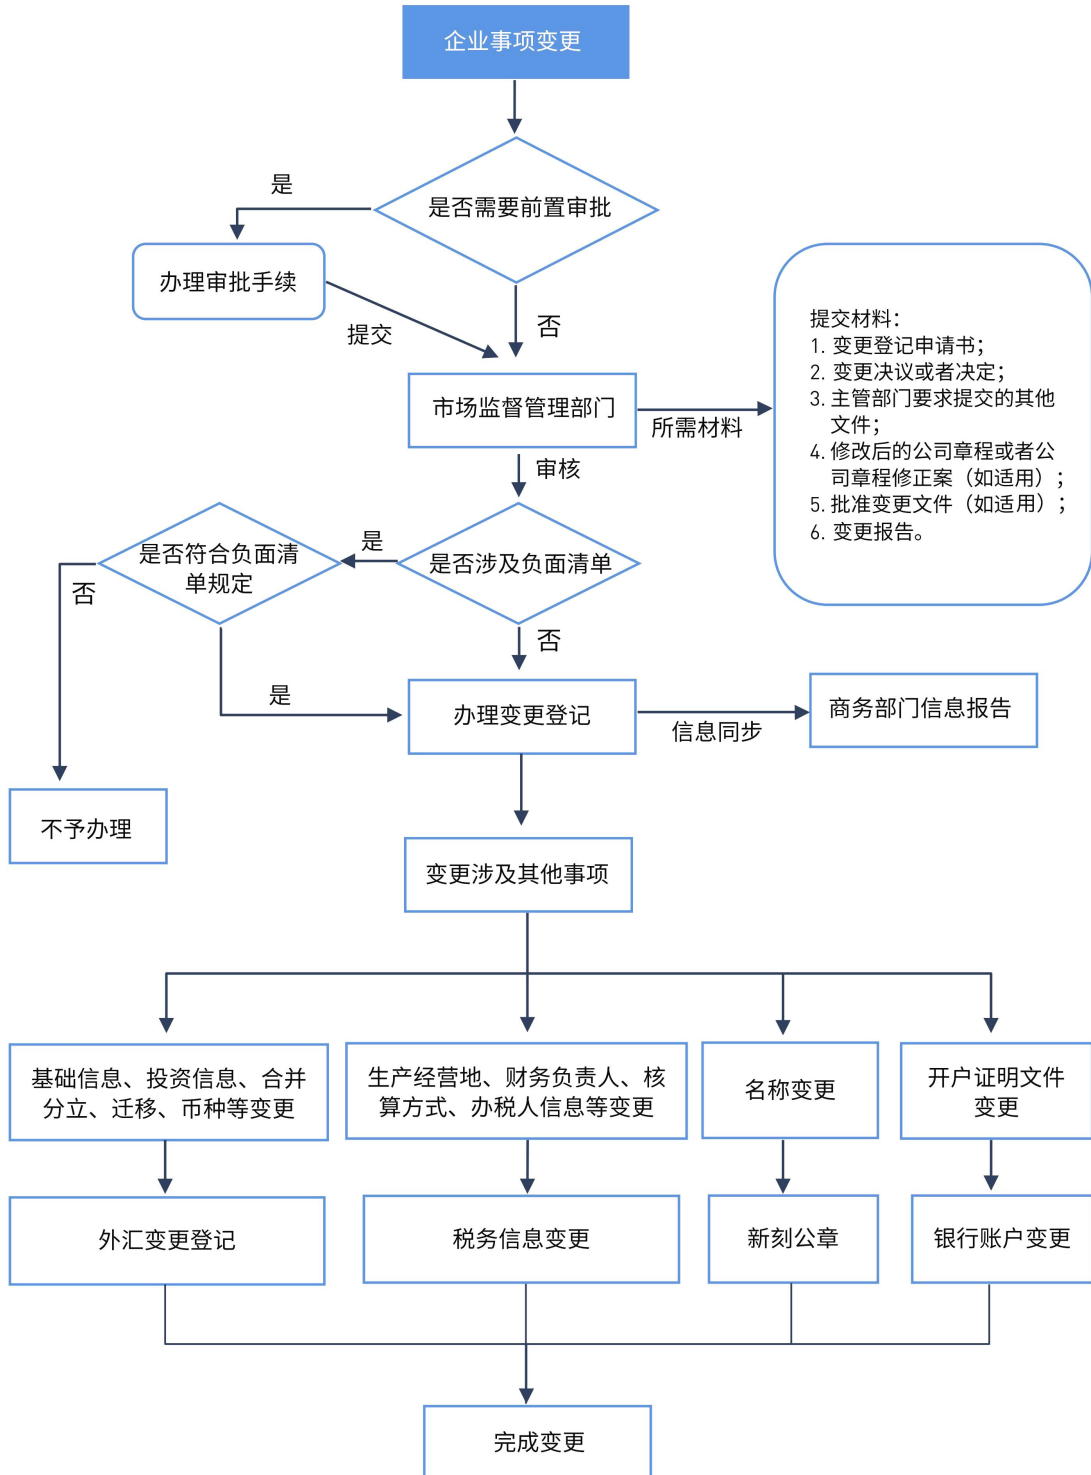 企业事项变更
是否需要前置审批
是
办理审批手续
提交
否
市场监督管理部门
所需材料
提交材料：
1. 变更登记申请书；
2. 变更决议或者决定；
3. 主管部门要求提交的其他
文件；
4. 修改后的公司章程或者公
司章程修正案（如适用）；
5. 批准变更文件（如适用）；
6. 变更报告。
审核
是否涉及负面清单
是
是否符合负面清
单规定
否
否
是
办理变更登记
信息同步
商务部门信息报告
不予办理
变更涉及其他事项
基础信息、投资信息、合并
分立、迁移、币种等变更
生产经营地、财务负责人、核
算方式、办税人信息等变更
名称变更
开户证明文件
变更
外汇变更登记
税务信息变更
新刻公章
银行账户变更
完成变更